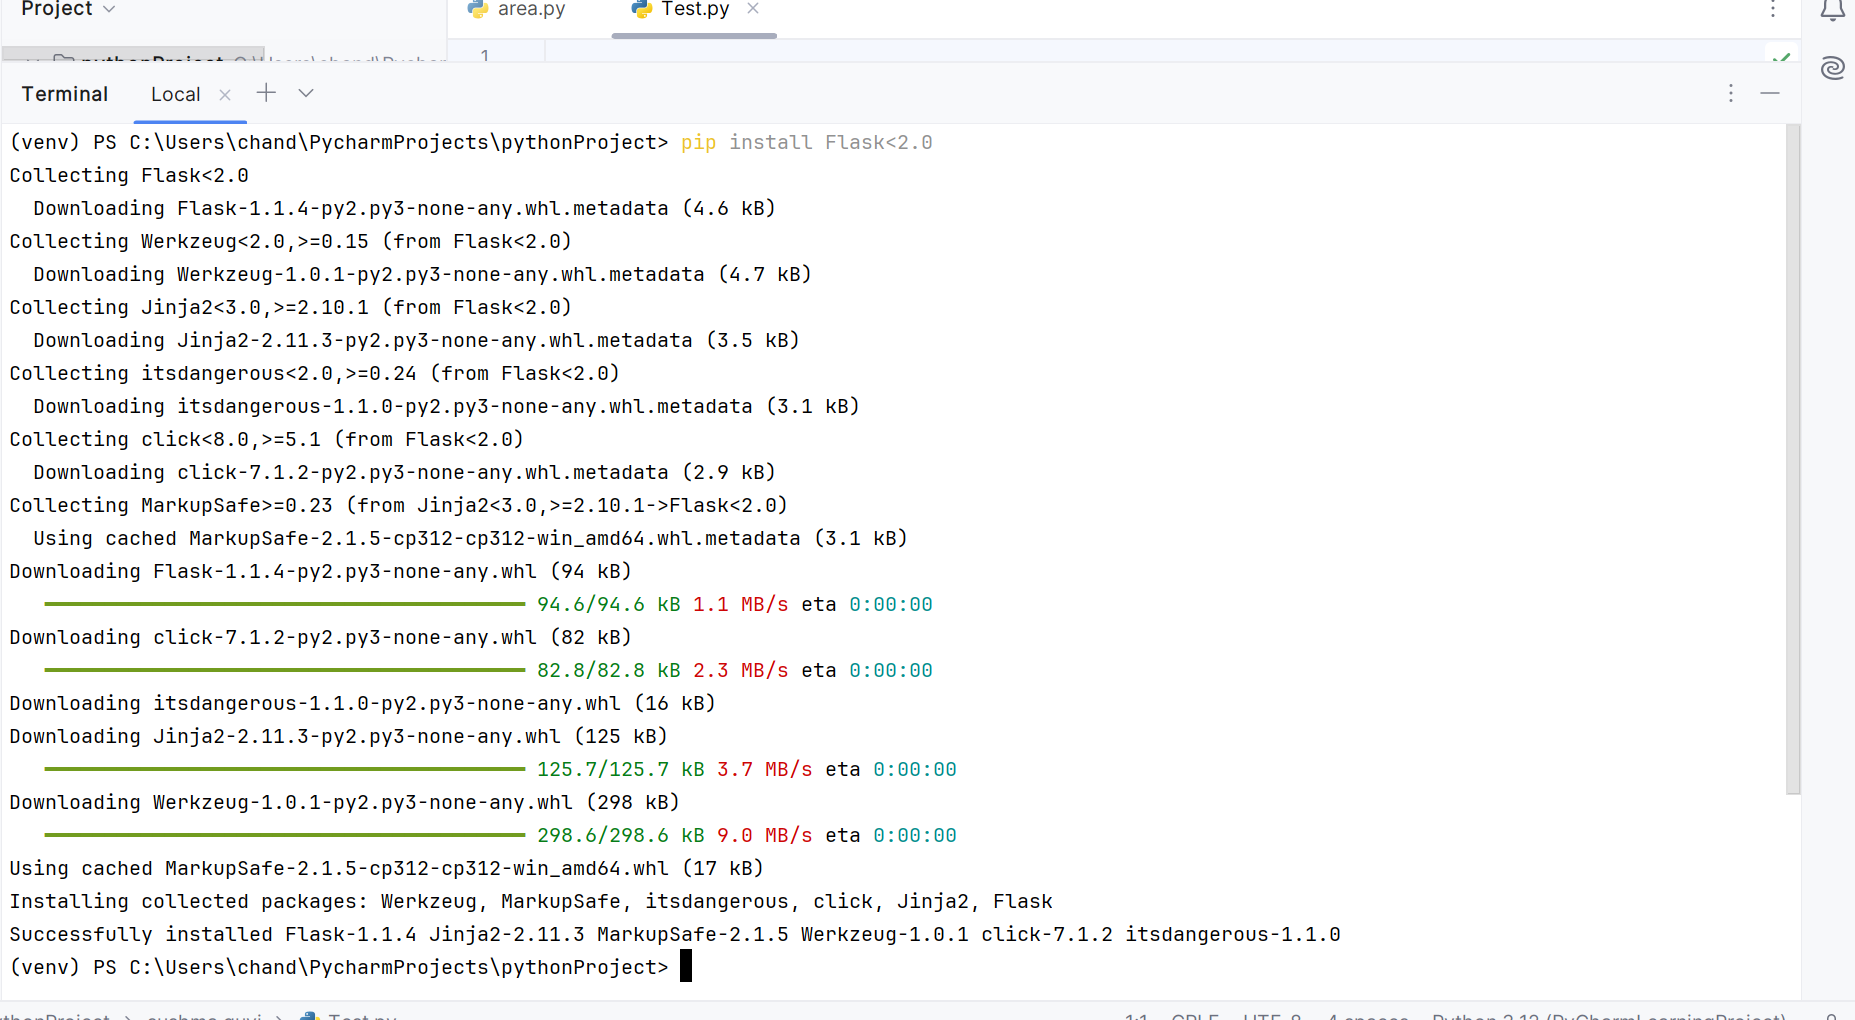 Project
area.py
Test.py
pythonProject
1
Terminal
Local
(venv) PS C:\Users\chand\PycharmProjects\pythonProject> pip install Flask<2.0
Collecting Flask<2.0
Downloading Flask-1.1.4-py2.py3-none-any.whl.metadata (4.6 kB)
Collecting Werkzeug<2.0,>=0.15 (from Flask<2.0)
Downloading Werkzeug-1.0.1-py2.py3-none-any.whl.metadata (4.7 kB)
Collecting Jinja2<3.0,>=2.10.1 (from Flask<2.0)
Downloading Jinja2-2.11.3-py2.py3-none-any.whl.metadata (3.5 kB)
Collecting itsdangerous<2.0,>=0.24 (from Flask<2.0)
Downloading itsdangerous-1.1.0-py2.py3-none-any.whl.metadata (3.1 kB)
Collecting click<8.0,>=5.1 (from Flask<2.0)
Downloading click-7.1.2-py2.py3-none-any.whl.metadata (2.9 kB)
Collecting MarkupSafe>=0.23 (from Jinja2<3.0,>=2.10.1->Flask<2.0)
Using cached MarkupSafe-2.1.5-cp312-cp312-win_amd64.whl.metadata (3.1 kB)
Downloading Flask-1.1.4-py2.py3-none-any.whl (94 kB)
94.6/94.6 kB 1.1 MB/s eta 0:00:00
Downloading click-7.1.2-py2.py3-none-any.whl (82 kB)
82.8/82.8 kB 2.3 MB/s eta 0:00:00
Downloading itsdangerous-1.1.0-py2.py3-none-any.whl (16 kB)
Downloading Jinja2-2.11.3-py2.py3-none-any.whl (125 kB)
125.7/125.7 kB 3.7 MB/s eta 0:00:00
Downloading Werkzeug-1.0.1-py2.py3-none-any.whl (298 kB)
298.6/298.6 kB 9.0 MB/s eta 0:00:00
Using cached MarkupSafe-2.1.5-cp312-cp312-win_amd64.whl (17 kB)
Installing collected packages: Werkzeug, MarkupSafe, itsdangerous, click, Jinja2, Flask
Successfully installed Flask-1.1.4 Jinja2-2.11.3 MarkupSafe-2.1.5 Werkzeug-1.0.1 click-7.1.2 itsdangerous-1.1.0
(venv) PS C:\Users\chand\PycharmProjects\pythonProject>
Test.py 1:1 CRLF UTF-8 4 spaces Python 3.12 (PyCharmLearningProject)